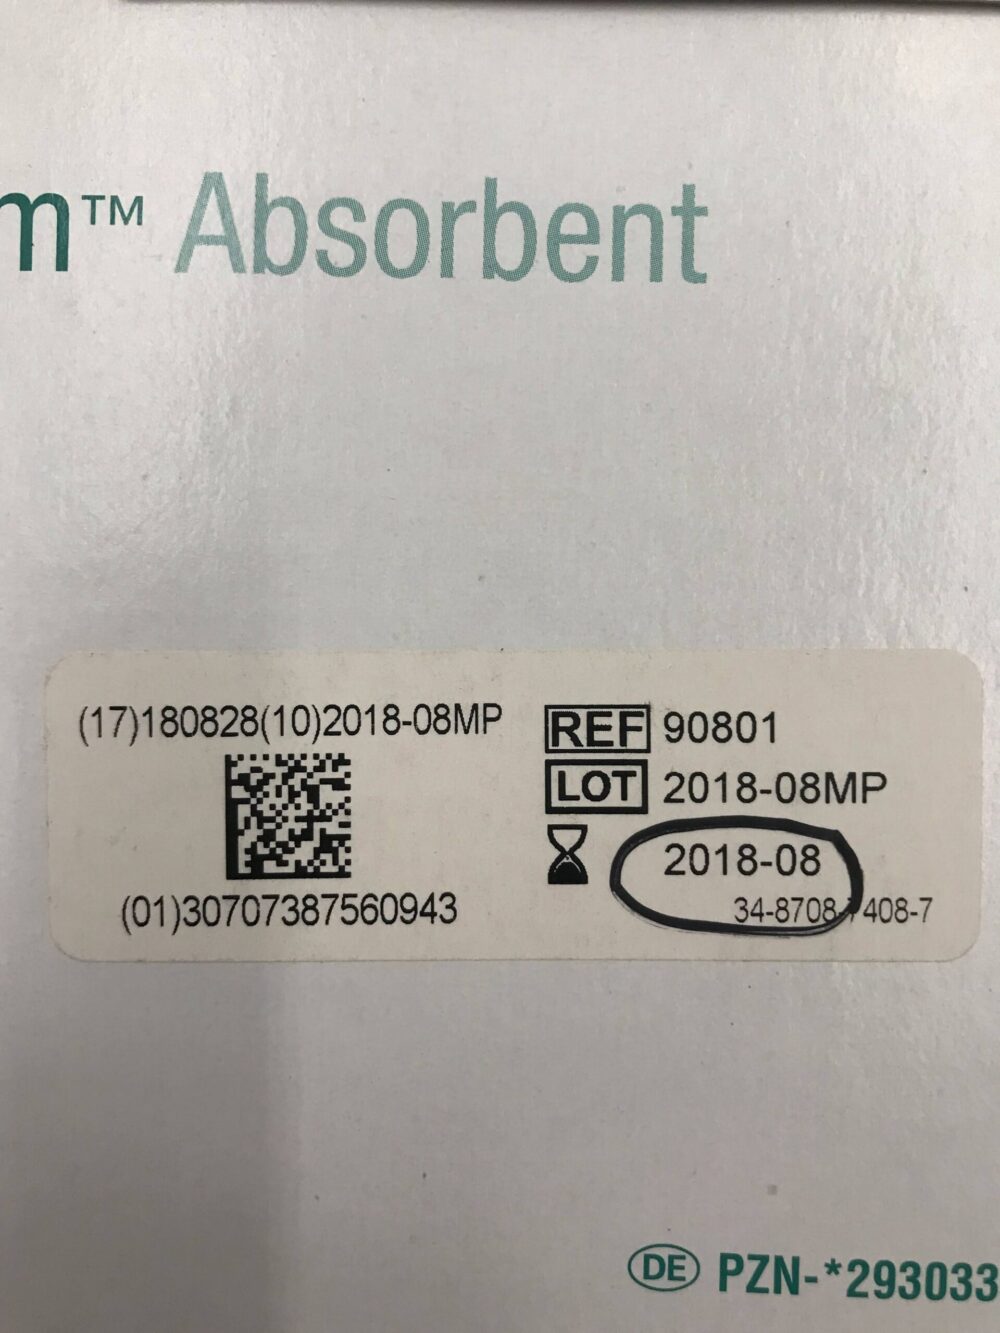 m™ Absorbent
(17)180828(10)2018-08MP
(01)30707387560943
REF 90801
LOT 2018-08MP
2018-08
34-8708-7408-7
DE PZN-*293033